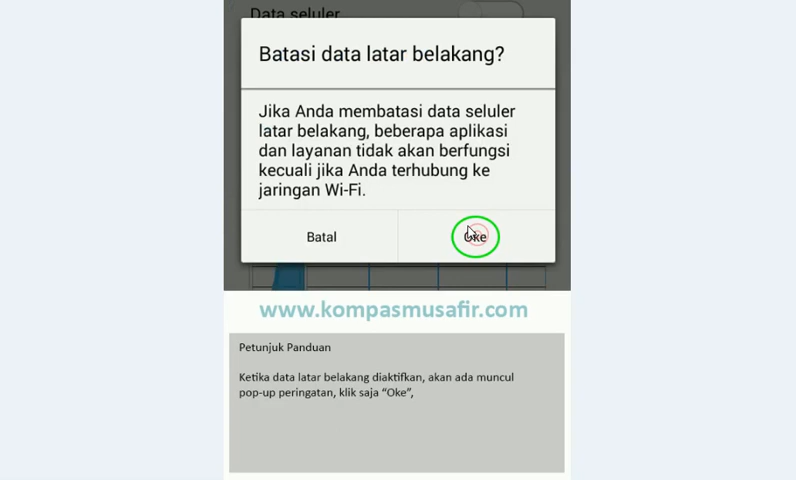 Data seluler
Batasi data latar belakang?
Jika Anda membatasi data seluler
latar belakang, beberapa aplikasi
dan layanan tidak akan berfungsi
kecuali jika Anda terhubung ke
jaringan Wi-Fi.
Batal
Oke
www.kompasmusafir.com
Petunjuk Panduan
Ketika data latar belakang diaktifkan, akan ada muncul
pop-up peringatan, klik saja “Oke”,